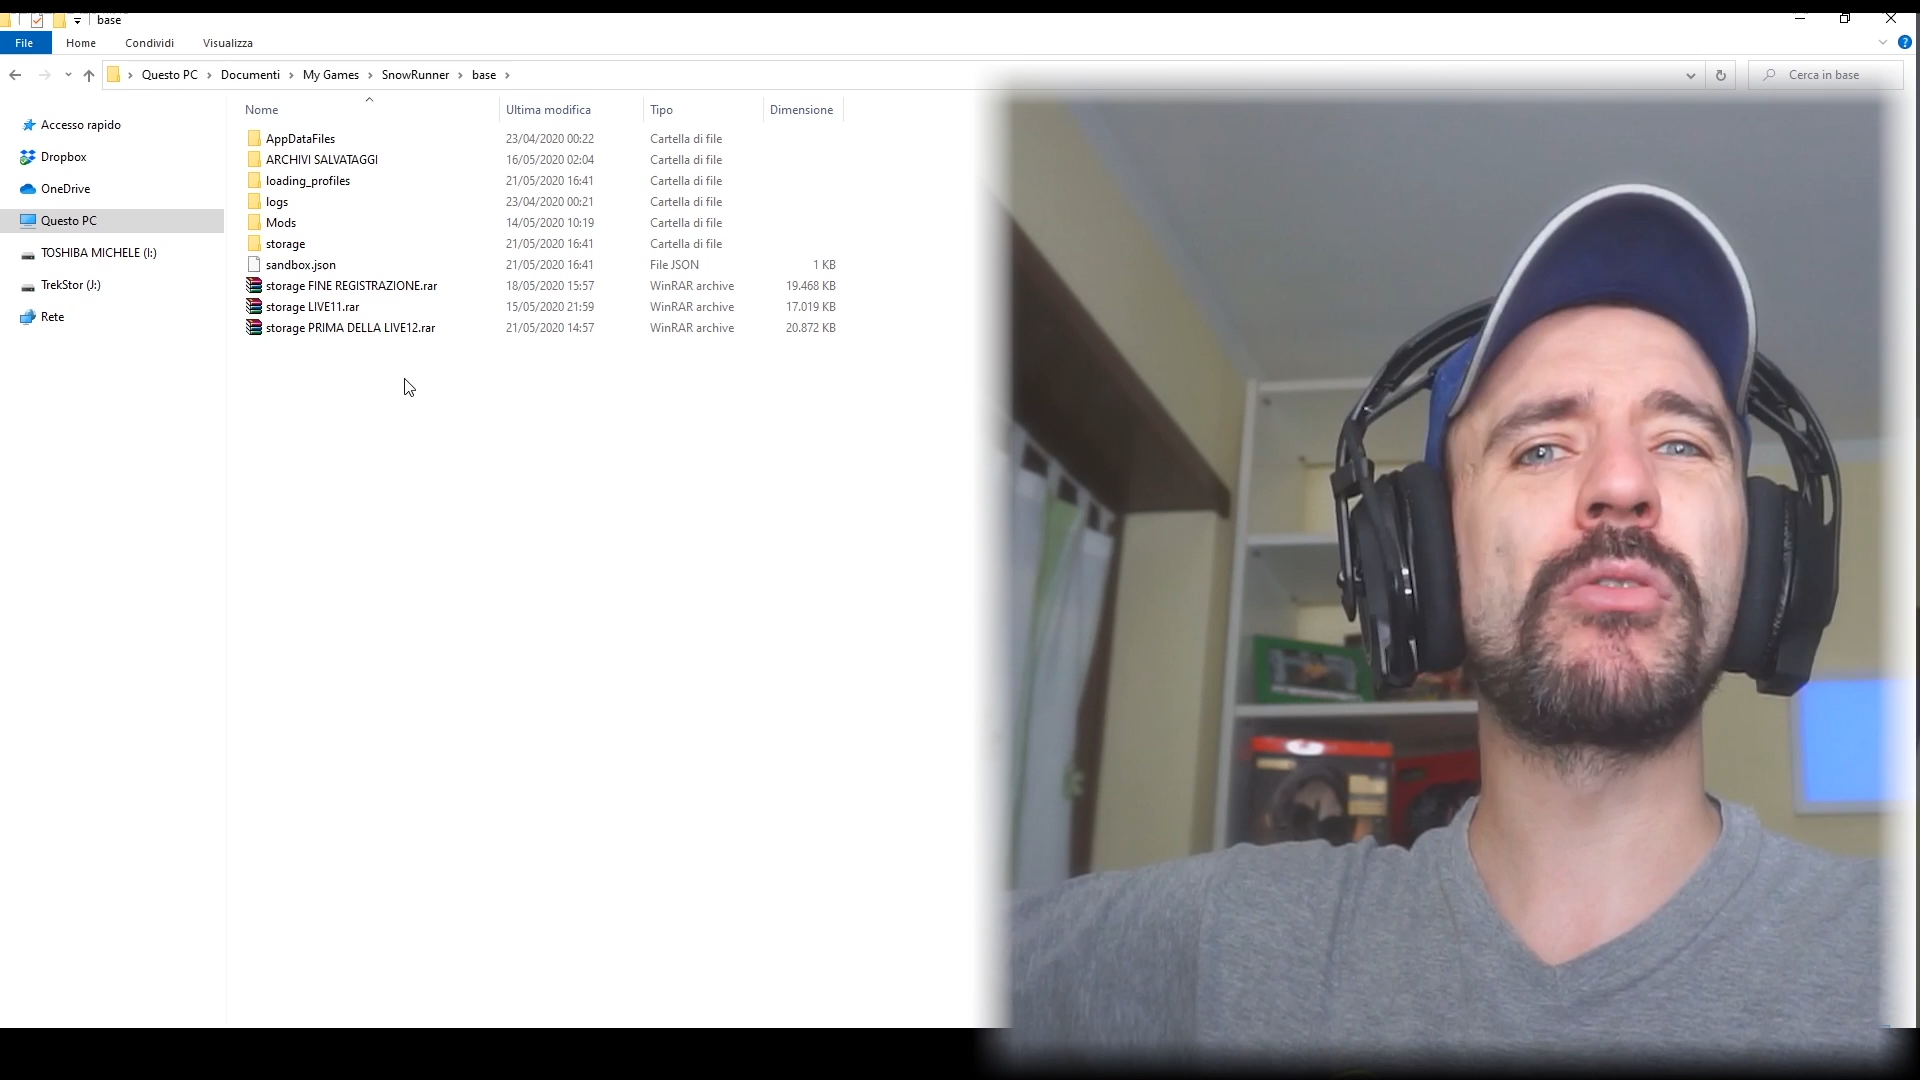 base
File Home Condividi Visualizza
Questo PC Documenti My Games SnowRunner base Cerca in base
Nome Ultima modifica Tipo Dimensione
Accesso rapido
Dropbox
OneDrive
Questo PC
TOSHIBA MICHELE (I:)
TrekStor (J:)
Rete
AppDataFiles 23/04/2020 00:22 Cartella di file
ARCHIVI SALVATAGGI 16/05/2020 02:04 Cartella di file
loading_profiles 21/05/2020 16:41 Cartella di file
logs 23/04/2020 00:21 Cartella di file
Mods 14/05/2020 10:19 Cartella di file
storage 21/05/2020 16:41 Cartella di file
sandbox.json 21/05/2020 16:41 File JSON 1 KB
storage FINE REGISTRAZIONE.rar 18/05/2020 15:57 WinRAR archive 19.468 KB
storage LIVE11.rar 15/05/2020 21:59 WinRAR archive 17.019 KB
storage PRIMA DELLA LIVE12.rar 21/05/2020 14:57 WinRAR archive 20.872 KB